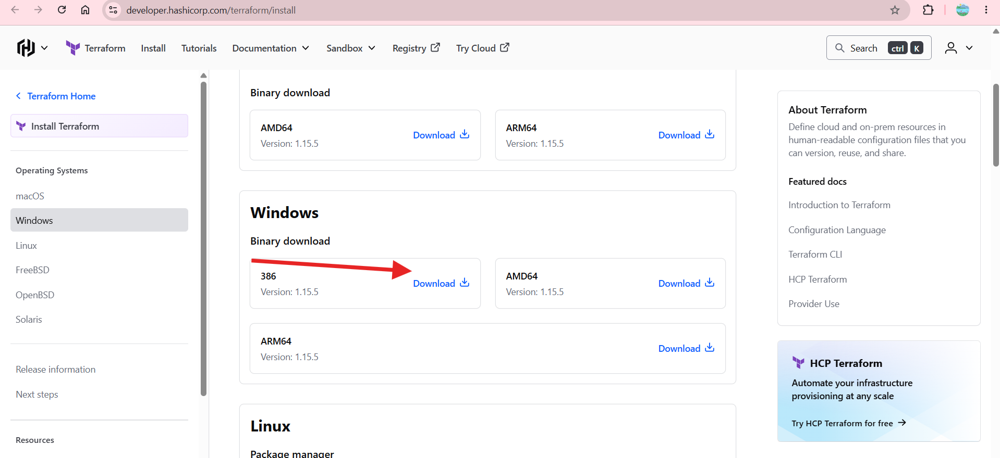 developer.hashicorp.com/terraform/install
Terraform
Install
Tutorials
Documentation
Sandbox
Registry
Try Cloud
Search
ctrl
K
Terraform Home
Install Terraform
Operating Systems
macOS
Windows
Linux
FreeBSD
OpenBSD
Solaris
Release information
Next steps
Resources
Binary download
AMD64
Version: 1.15.5
Download
ARM64
Version: 1.15.5
Download
Windows
Binary download
386
Version: 1.15.5
Download
AMD64
Version: 1.15.5
Download
ARM64
Version: 1.15.5
Download
Linux
Package manager
About Terraform
Define cloud and on-prem resources in
human-readable configuration files that you
can version, reuse, and share.
Featured docs
Introduction to Terraform
Configuration Language
Terraform CLI
HCP Terraform
Provider Use
HCP Terraform
Automate your infrastructure
provisioning at any scale
Try HCP Terraform for free